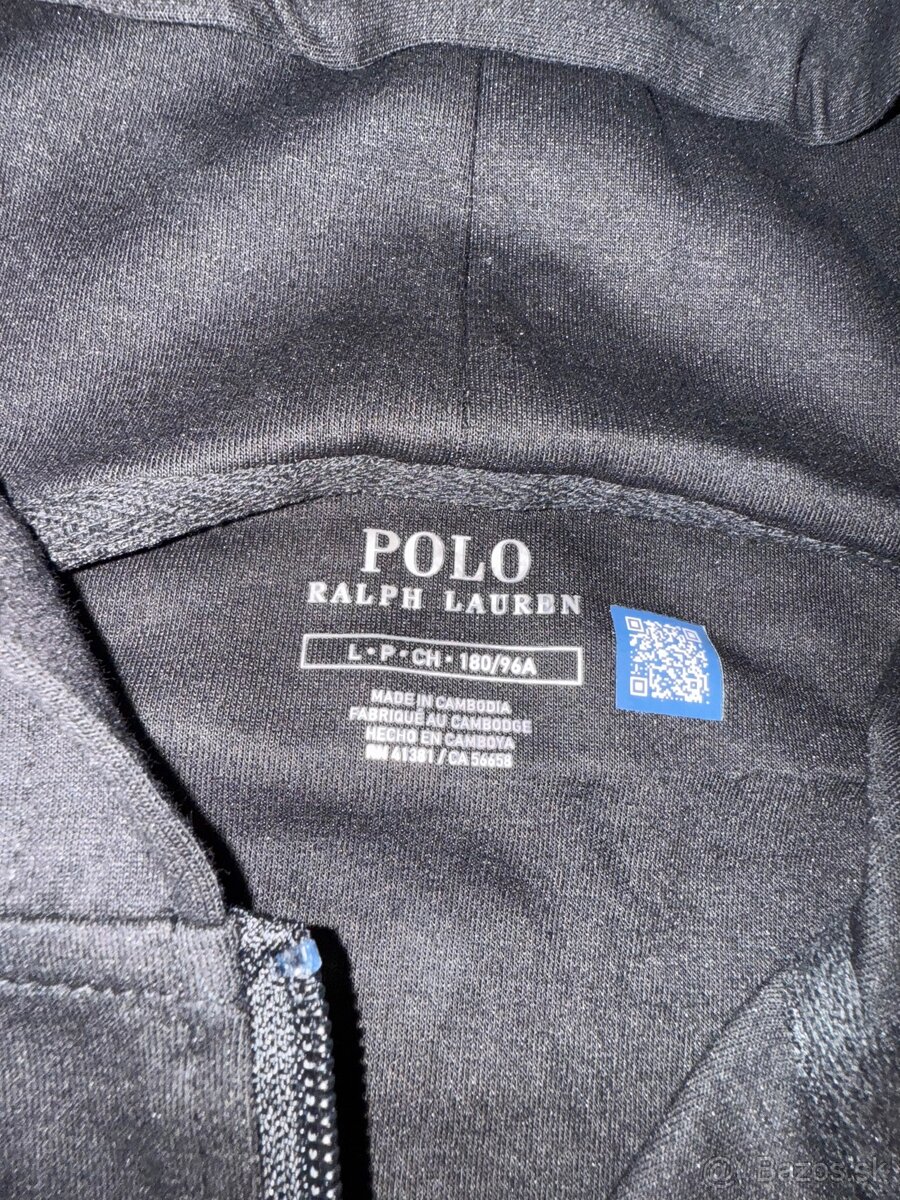 POLO
RALPH LAUREN
L • P • CH • 180/96A
MADE IN CAMBODIA
FABRIQUÉ AU CAMBODGE
HECHO EN CAMBOYA
RN 41381 / CA 56658
Bazos.sk